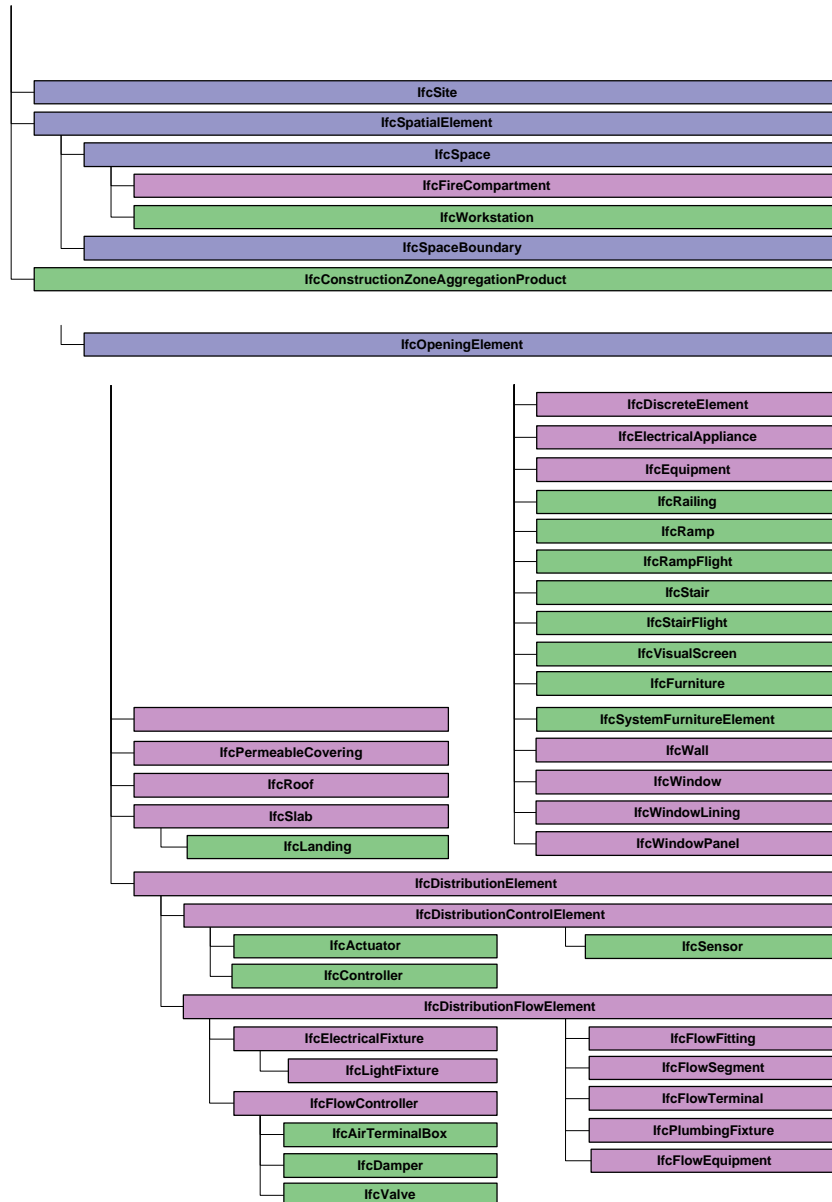 IfcSite
IfcSpatialElement
IfcSpace
IfcFireCompartment
IfcWorkstation
IfcSpaceBoundary
IfcConstructionZoneAggregationProduct
IfcOpeningElement
IfcDiscreteElement
IfcElectricalAppliance
IfcEquipment
IfcRailing
IfcRamp
IfcRampFlight
IfcStair
IfcStairFlight
IfcVisualScreen
IfcFurniture
IfcSystemFurnitureElement
IfcWall
IfcWindow
IfcWindowLining
IfcWindowPanel
IfcPermeableCovering
IfcRoof
IfcSlab
IfcLanding
IfcDistributionElement
IfcDistributionControlElement
IfcActuator
IfcController
IfcSensor
IfcDistributionFlowElement
IfcElectricalFixture
IfcLightFixture
IfcFlowController
IfcAirTerminalBox
IfcDamper
IfcValve
IfcFlowFitting
IfcFlowSegment
IfcFlowTerminal
IfcPlumbingFixture
IfcFlowEquipment